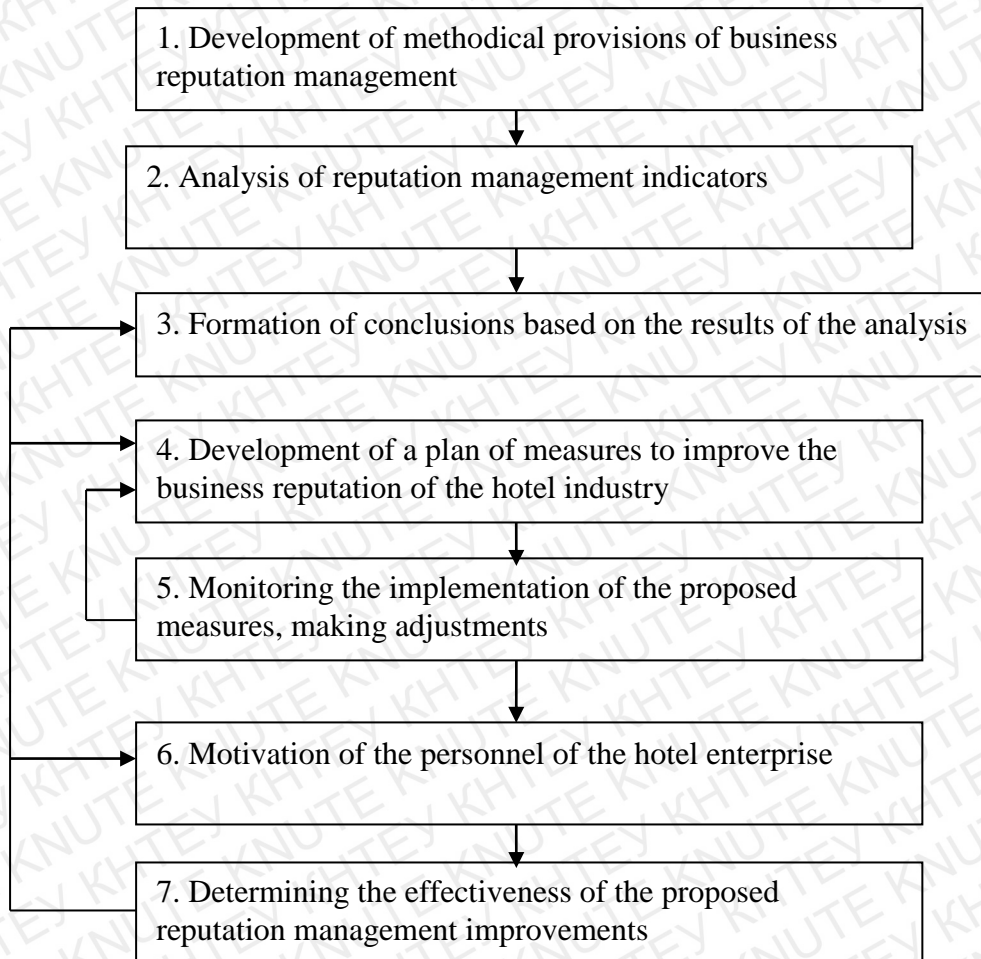 1. Development of methodical provisions of business
reputation management
2. Analysis of reputation management indicators
3. Formation of conclusions based on the results of the analysis
4. Development of a plan of measures to improve the
business reputation of the hotel industry
5. Monitoring the implementation of the proposed
measures, making adjustments
6. Motivation of the personnel of the hotel enterprise
7. Determining the effectiveness of the proposed
reputation management improvements